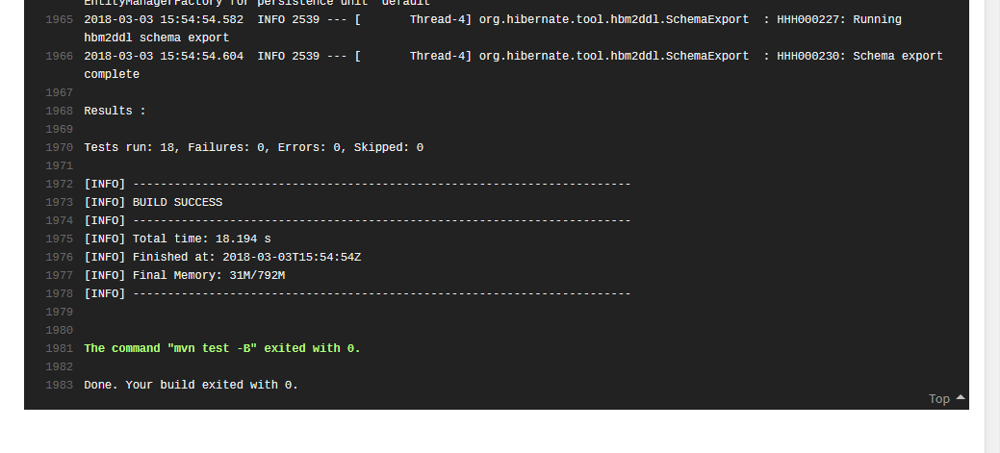 EntityManagerFactory for persistence unit 'default'
1965 2018-03-03 15:54:54.582  INFO 2539 --- [       Thread-4] org.hibernate.tool.hbm2ddl.SchemaExport  : HHH000227: Running
hbm2ddl schema export
1966 2018-03-03 15:54:54.604  INFO 2539 --- [       Thread-4] org.hibernate.tool.hbm2ddl.SchemaExport  : HHH000230: Schema export
complete
1967
1968 Results :
1969
1970 Tests run: 18, Failures: 0, Errors: 0, Skipped: 0
1971
1972 [INFO] ------------------------------------------------------------------------
1973 [INFO] BUILD SUCCESS
1974 [INFO] ------------------------------------------------------------------------
1975 [INFO] Total time: 18.194 s
1976 [INFO] Finished at: 2018-03-03T15:54:54Z
1977 [INFO] Final Memory: 31M/792M
1978 [INFO] ------------------------------------------------------------------------
1979
1980
1981 The command "mvn test -B" exited with 0.
1982
1983 Done. Your build exited with 0.
Top